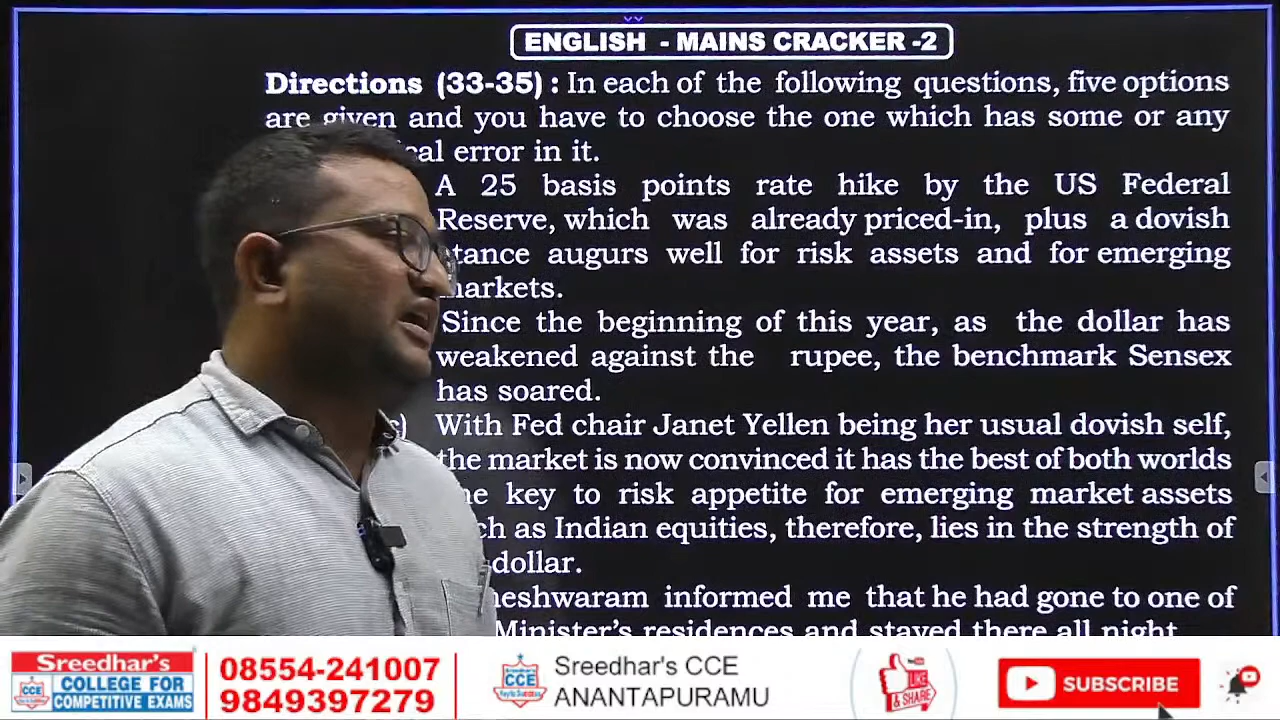 ENGLISH - MAINS CRACKER -2
Directions (33-35) : In each of the following questions, five options
are given and you have to choose the one which has some or any
error in it.
A 25 basis points rate hike by the US Federal
Reserve, which was already priced-in, plus a dovish
stance augurs well for risk assets and for emerging
markets.
Since the beginning of this year, as the dollar has
weakened against the rupee, the benchmark Sensex
has soared.
c) With Fed chair Janet Yellen being her usual dovish self,
the market is now convinced it has the best of both worlds
key to risk appetite for emerging market assets
as Indian equities, therefore, lies in the strength of
dollar.
informed me that he had gone to one of
Minister's residences and stayed there all night
Sreedhar's
CCE
COLLEGE FOR
COMPETITIVE EXAMS
08554-241007
9849397279
CCE
Sreedhar's CCE
ANANTAPURAMU
LIKE
& SHARE
SUBSCRIBE